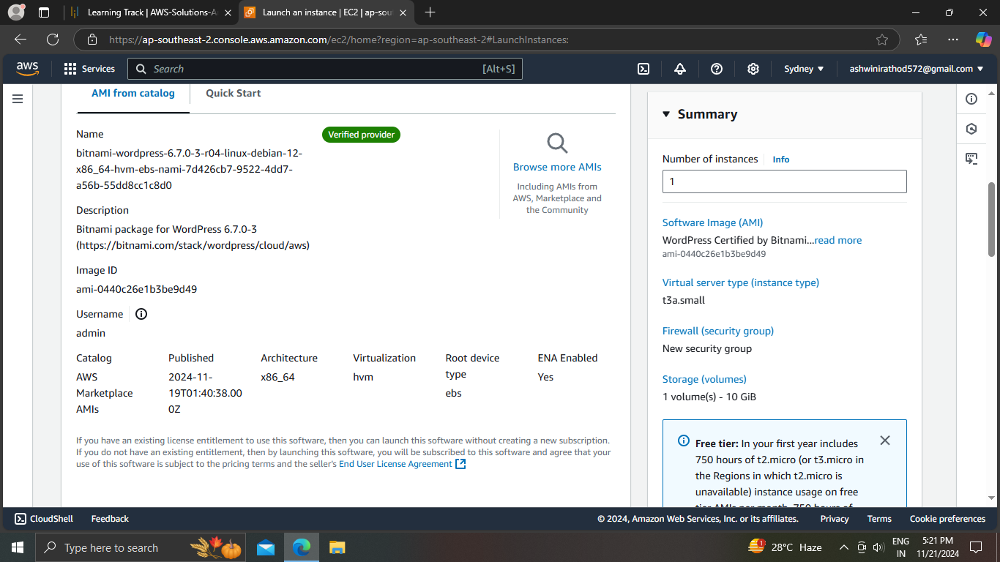 Learning Track | AWS-Solutions-A
Launch an instance | EC2 | ap-sout
https://ap-southeast-2.console.aws.amazon.com/ec2/home?region=ap-southeast-2#LaunchInstances:
aws
Services
Search
[Alt+S]
Sydney
ashwinirathod572@gmail.com
AMI from catalog
Quick Start
Name
Verified provider
bitnami-wordpress-6.7.0-3-r04-linux-debian-12-
x86_64-hvm-ebs-nami-7d426cb7-9522-4dd7-
a56b-55dd8cc1c8d0
Browse more AMIs
Including AMIs from
AWS, Marketplace and
the Community
Description
Bitnami package for WordPress 6.7.0-3
(https://bitnami.com/stack/wordpress/cloud/aws)
Image ID
ami-0440c26e1b3be9d49
Username
admin
Catalog
AWS
Marketplace
AMIs
Published
2024-11-
19T01:40:38.00
0Z
Architecture
x86_64
Virtualization
hvm
Root device
type
ebs
ENA Enabled
Yes
If you have an existing license entitlement to use this software, then you can launch this software without creating a new subscription.
If you do not have an existing entitlement, then by launching this software, you will be subscribed to this software and agree that your
use of this software is subject to the pricing terms and the seller's End User License Agreement
Summary
Number of instances
Info
1
Software Image (AMI)
WordPress Certified by Bitnami...read more
ami-0440c26e1b3be9d49
Virtual server type (instance type)
t3a.small
Firewall (security group)
New security group
Storage (volumes)
1 volume(s) - 10 GiB
Free tier: In your first year includes
750 hours of t2.micro (or t3.micro in
the Regions in which t2.micro is
unavailable) instance usage on free
tier AMIs per month, 750 hours of
CloudShell
Feedback
© 2024, Amazon Web Services, Inc. or its affiliates.
Privacy
Terms
Cookie preferences
Type here to search
1
28°C Haze
ENG
IN
5:21 PM
11/21/2024